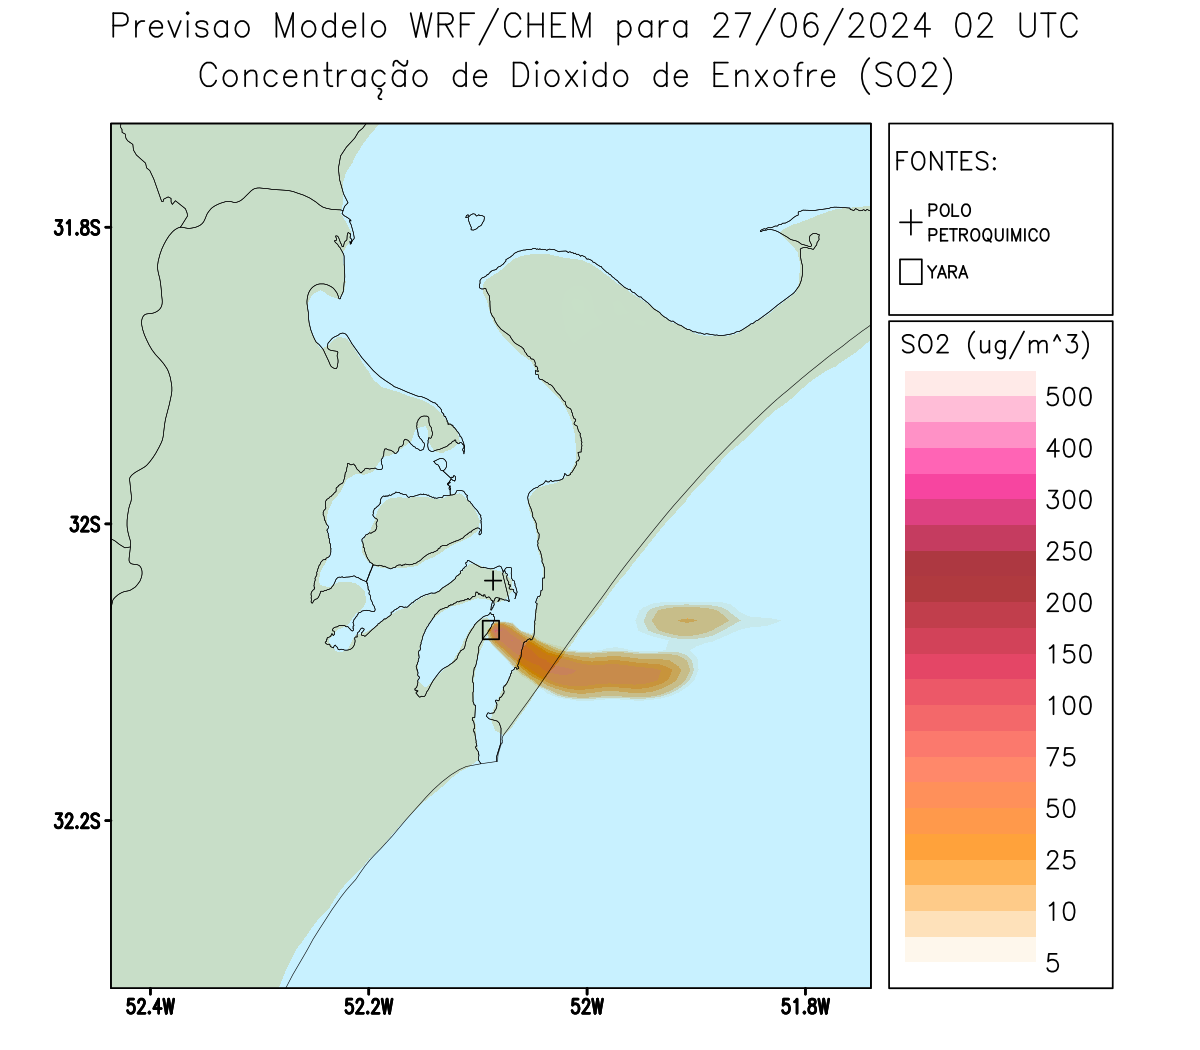 Previsao Modelo WRF/CHEM para 27/06/2024 02 UTC
Concentração de Dioxido de Enxofre (SO2)
FONTES:
POLO
PETROQUIMICO
YARA
31.8S
32S
32.2S
52.4W
52.2W
52W
51.8W
SO2 (ug/m^3)
500
400
300
250
200
150
100
75
50
25
10
5